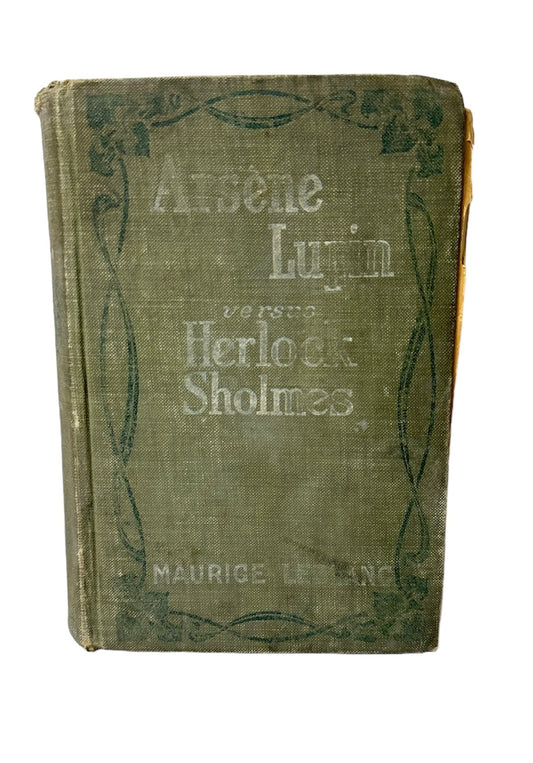 Arsène
Lupin
versus
Herlock
Sholmes
MAURICE LEBLANC